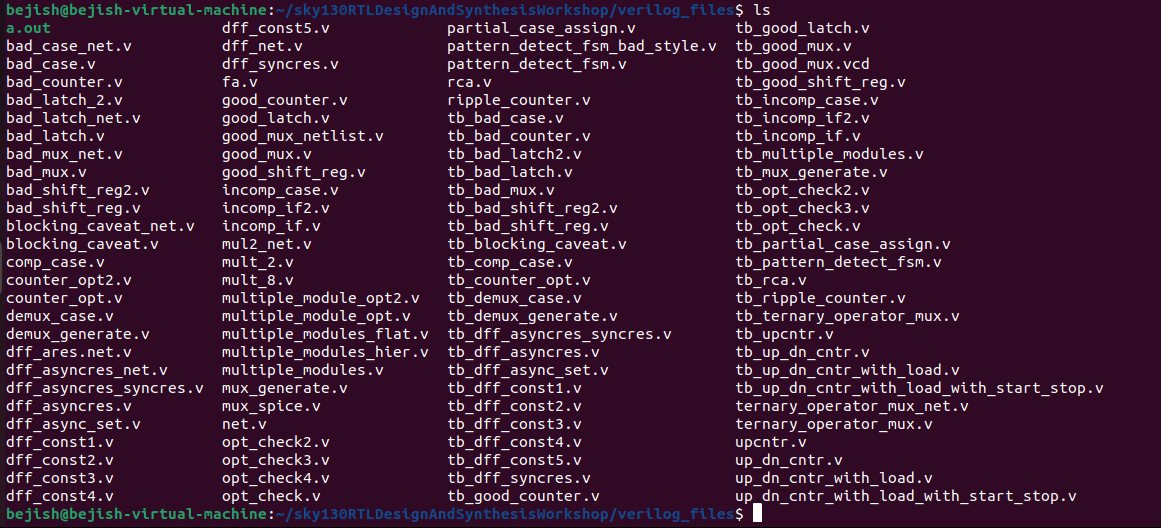 bejish@bejish-virtual-machine:~/sky130RTLDesignAndSynthesisWorkshop/verilog_files$ ls
a.out dff_const5.v partial_case_assign.v tb_good_latch.v
bad_case_net.v dff_net.v pattern_detect_fsm_bad_style.v tb_good_mux.v
bad_case.v dff_syncres.v pattern_detect_fsm.v tb_good_mux.vcd
bad_counter.v fa.v rca.v tb_good_shift_reg.v
bad_latch_2.v good_counter.v ripple_counter.v tb_incomp_case.v
bad_latch_net.v good_latch.v tb_bad_case.v tb_incomp_if2.v
bad_latch.v good_mux_netlist.v tb_bad_counter.v tb_incomp_if.v
bad_mux_net.v good_mux.v tb_bad_latch2.v tb_multiple_modules.v
bad_mux.v good_shift_reg.v tb_bad_latch.v tb_mux_generate.v
bad_shift_reg2.v incomp_case.v tb_bad_mux.v tb_opt_check2.v
bad_shift_reg.v incomp_if2.v tb_bad_shift_reg2.v tb_opt_check3.v
blocking_caveat_net.v incomp_if.v tb_bad_shift_reg.v tb_opt_check.v
blocking_caveat.v mul2_net.v tb_blocking_caveat.v tb_partial_case_assign.v
comp_case.v mult_2.v tb_comp_case.v tb_pattern_detect_fsm.v
counter_opt2.v mult_8.v tb_counter_opt.v tb_rca.v
counter_opt.v multiple_module_opt2.v tb_demux_case.v tb_ripple_counter.v
demux_case.v multiple_module_opt.v tb_demux_generate.v tb_ternary_operator_mux.v
demux_generate.v multiple_modules_flat.v tb_dff_asyncres_syncres.v tb_upcntr.v
dff_ares.net.v multiple_modules_hier.v tb_dff_asyncres.v tb_up_dn_cntr.v
dff_asyncres_net.v multiple_modules.v tb_dff_async_set.v tb_up_dn_cntr_with_load.v
dff_asyncres_syncres.v mux_generate.v tb_dff_const1.v tb_up_dn_cntr_with_load_with_start_stop.v
dff_asyncres.v mux_spice.v tb_dff_const2.v ternary_operator_mux_net.v
dff_async_set.v net.v tb_dff_const3.v ternary_operator_mux.v
dff_const1.v opt_check2.v tb_dff_const4.v upcntr.v
dff_const2.v opt_check3.v tb_dff_const5.v up_dn_cntr.v
dff_const3.v opt_check4.v tb_dff_syncres.v up_dn_cntr_with_load.v
dff_const4.v opt_check.v tb_good_counter.v up_dn_cntr_with_load_with_start_stop.v
bejish@bejish-virtual-machine:~/sky130RTLDesignAndSynthesisWorkshop/verilog_files$